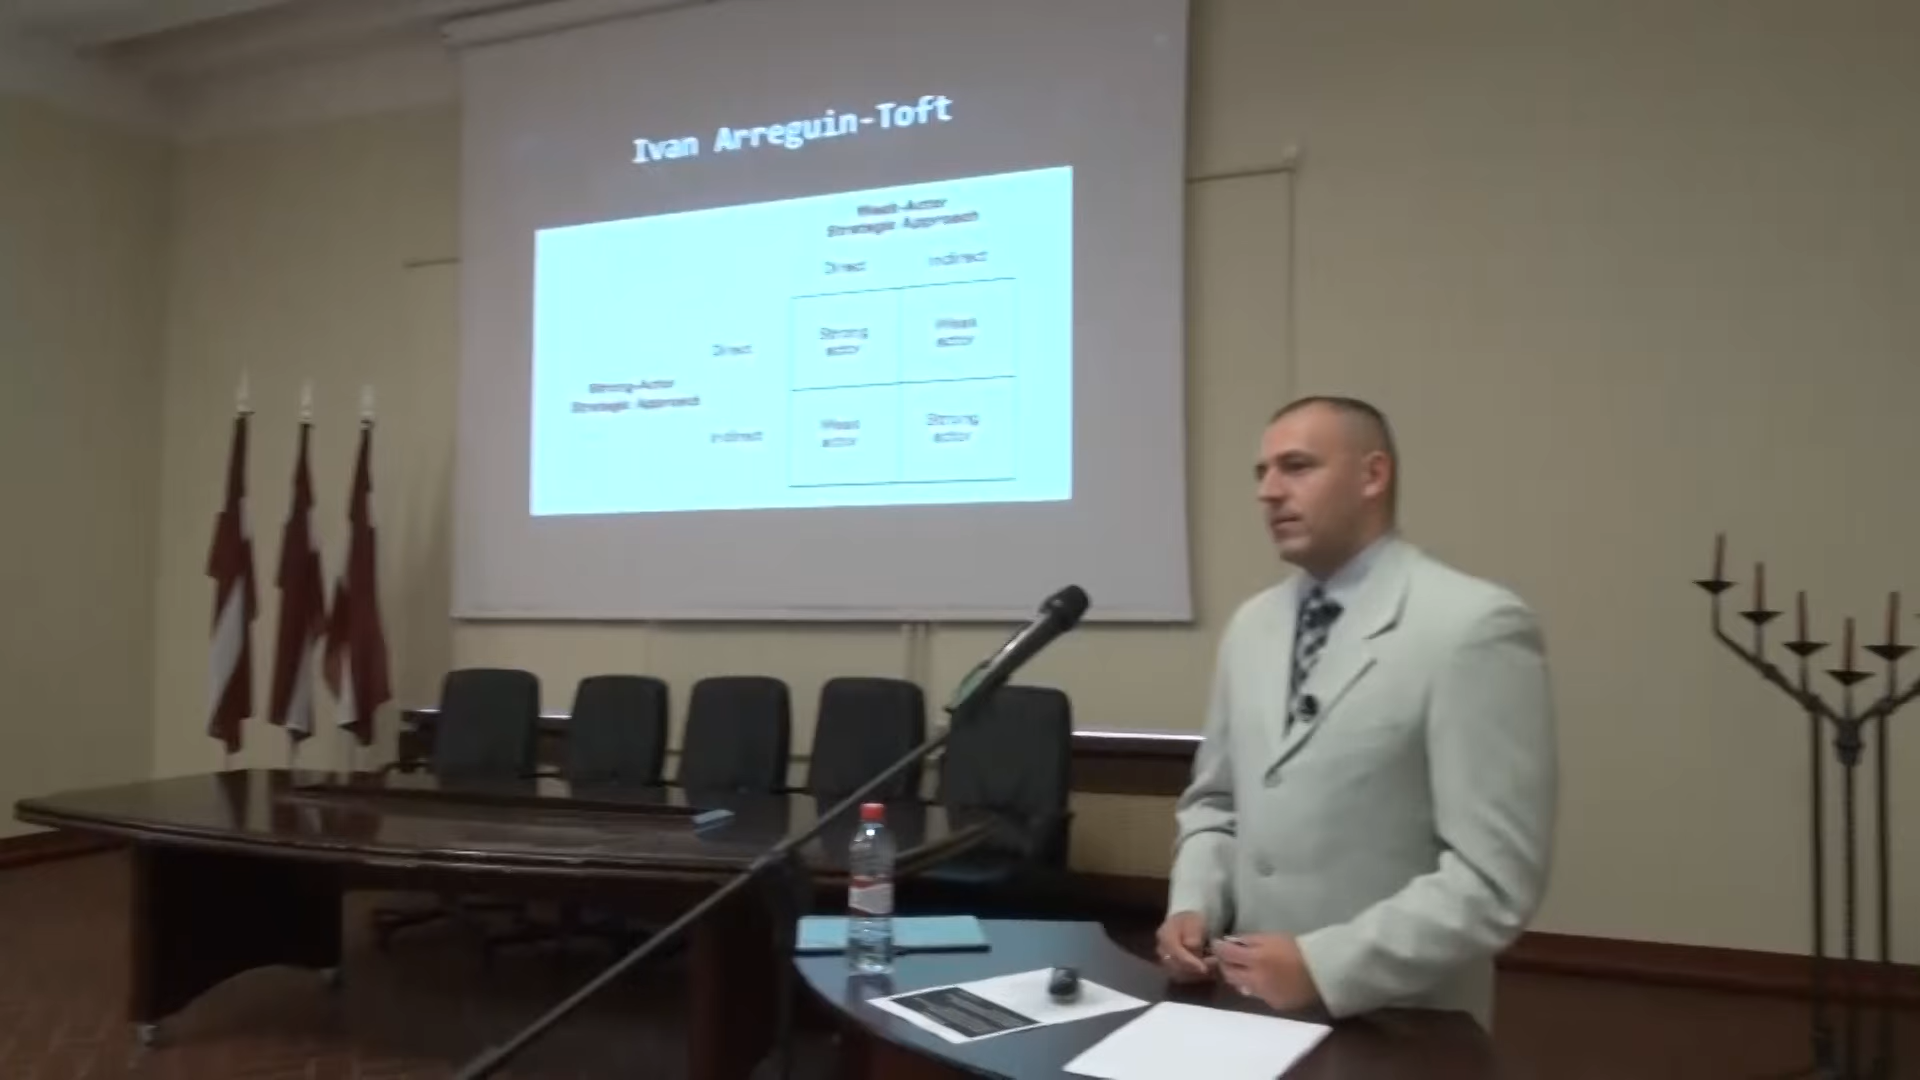 Ivan Arreguin-Toft
Weak-Actor
Strategic Approach
Direct Indirect
Direct
Strong
actor
Weak
actor
Strong-Actor
Strategic Approach
Indirect
Weak
actor
Strong
actor